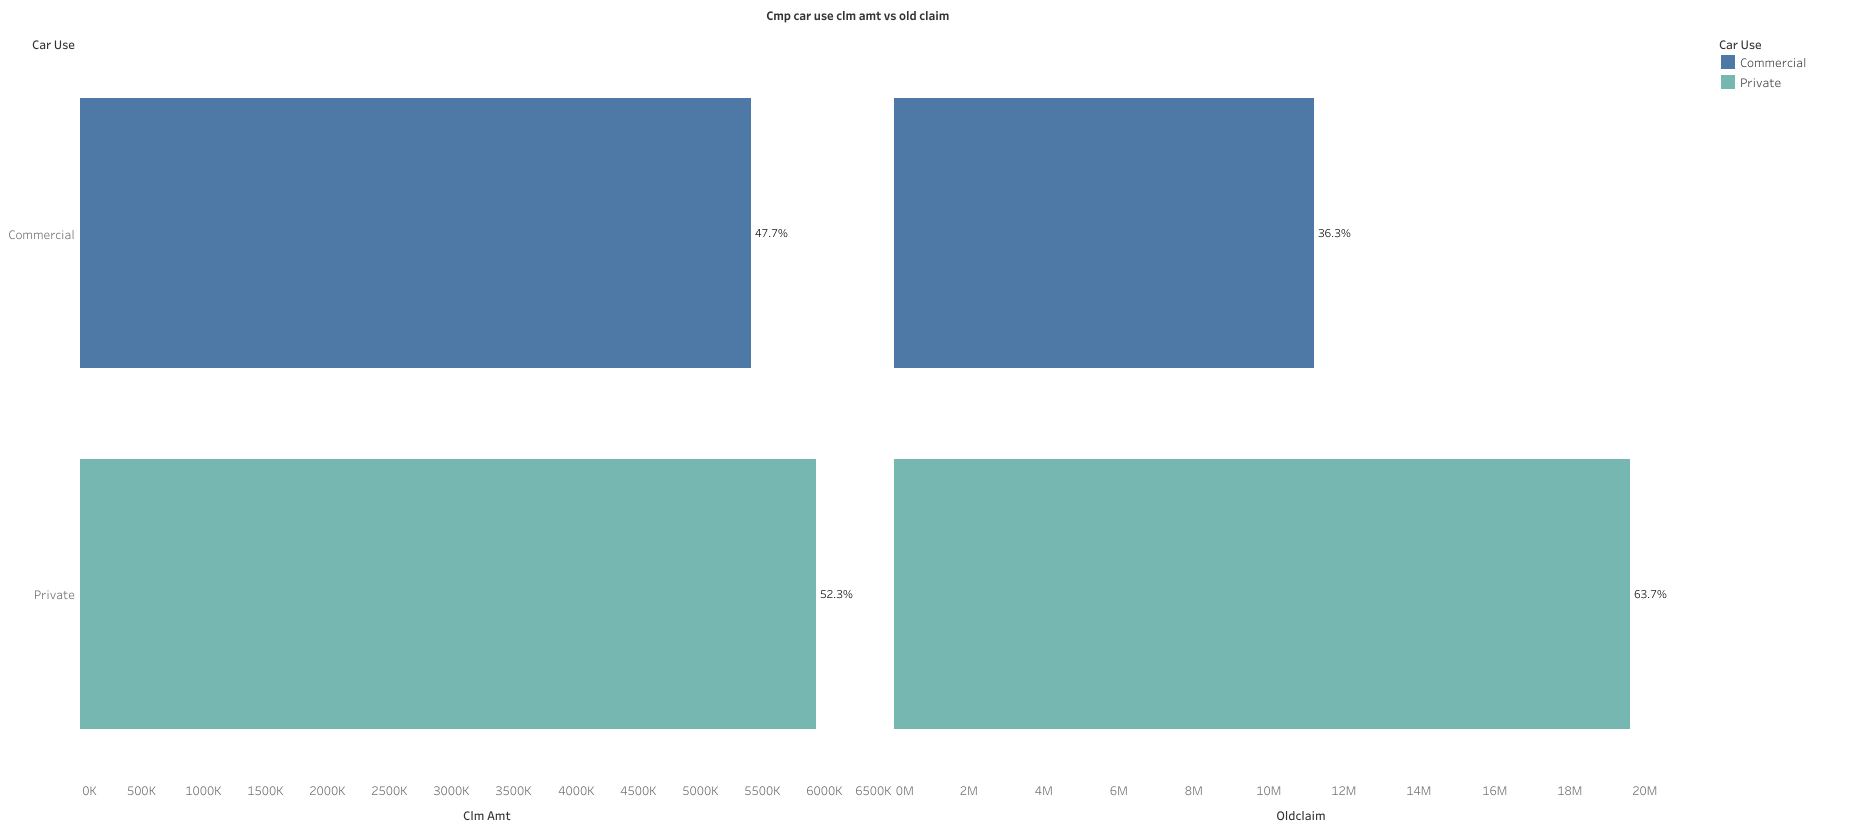 Cmp car use clm amt vs old claim
Car Use
Car Use
Commercial
Private
Commercial
47.7%
36.3%
Private
52.3%
63.7%
0K 500K 1000K 1500K 2000K 2500K 3000K 3500K 4000K 4500K 5000K 5500K 6000K 6500K 0M 2M 4M 6M 8M 10M 12M 14M 16M 18M 20M
Clm Amt
Oldclaim